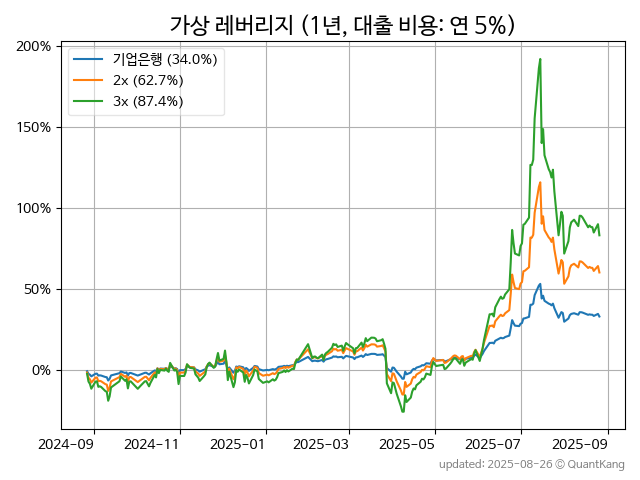 가상 레버리지 (1년, 대출 비용: 연 5%)
200%
150%
100%
50%
0%
기업은행 (34.0%)
2x (62.7%)
3x (87.4%)
2024-09
2024-11
2025-01
2025-03
2025-05
2025-07
2025-09
updated: 2025-08-26 © QuantKang